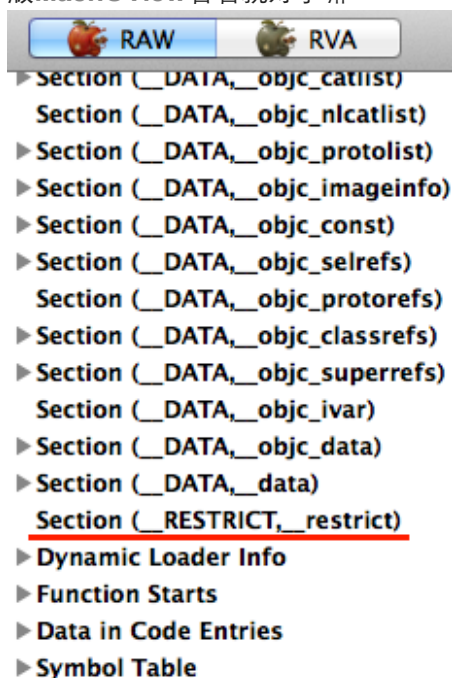 RAW RVA
Section (__DATA,__objc_catlist)
Section (__DATA,__objc_nlcatlist)
Section (__DATA,__objc_protolist)
Section (__DATA,__objc_imageinfo)
Section (__DATA,__objc_const)
Section (__DATA,__objc_selrefs)
Section (__DATA,__objc_protorefs)
Section (__DATA,__objc_classrefs)
Section (__DATA,__objc_superrefs)
Section (__DATA,__objc_ivar)
Section (__DATA,__objc_data)
Section (__DATA,__data)
Section (__RESTRICT,__restrict)
Dynamic Loader Info
Function Starts
Data in Code Entries
Symbol Table